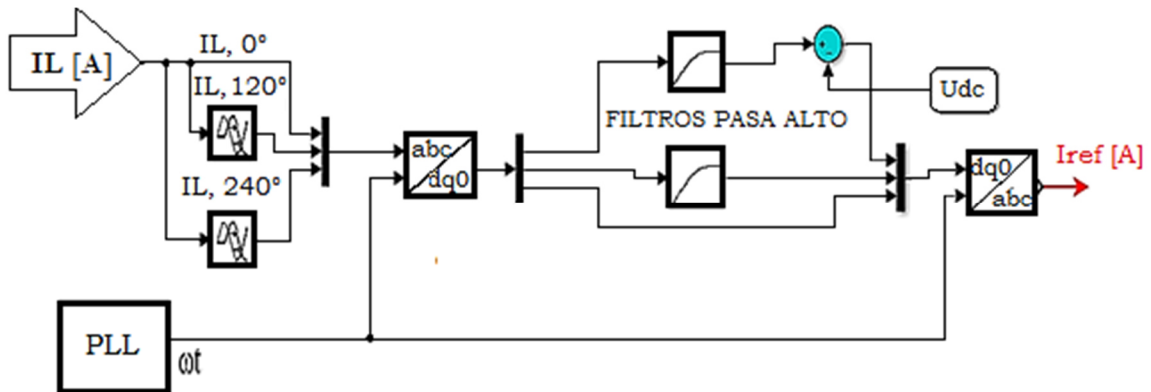 IL [A]
IL, 0°
IL, 120°
IL, 240°
abc
dq0
FILTROS PASA ALTO
+
-
Udc
dq0
abc
Iref [A]
PLL
ωt